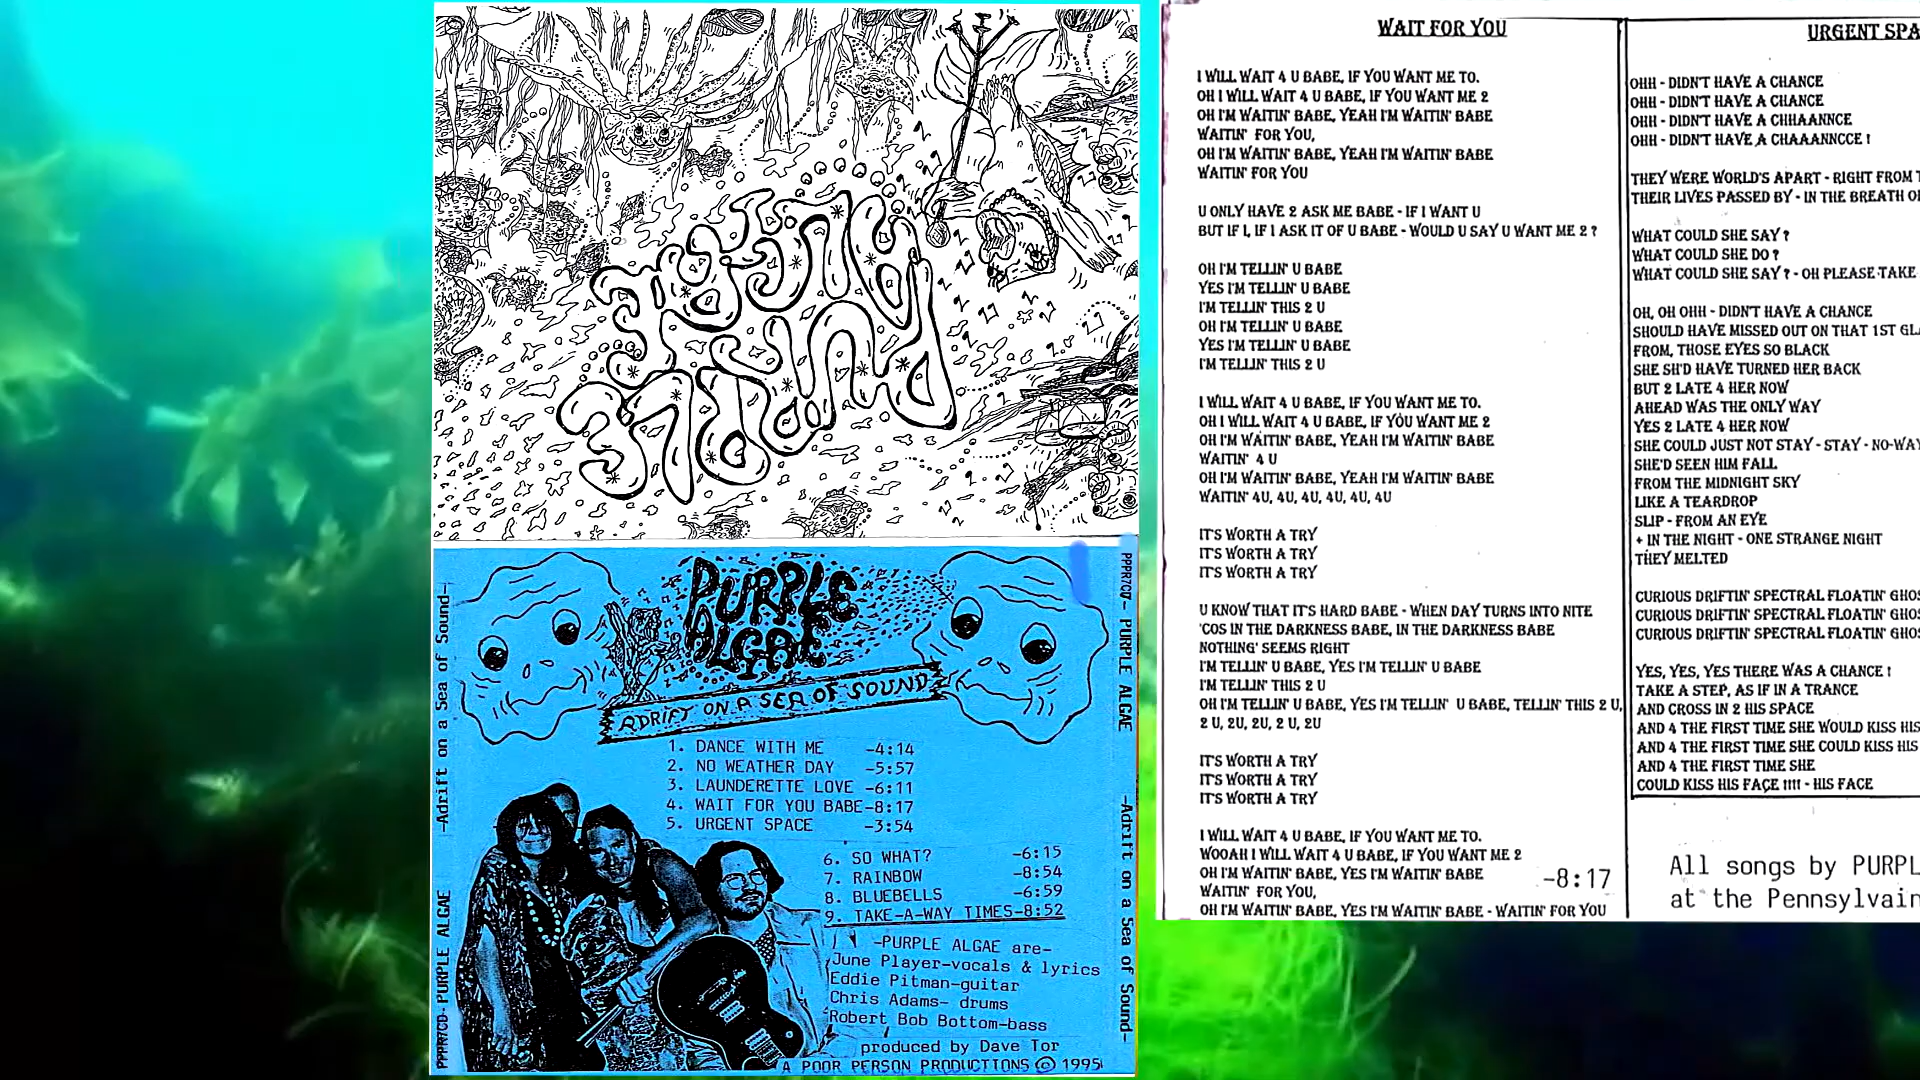 PURPLE
ALGAE
PURPLE
ALGAE
ADRIFT ON A SEA OF SOUND
1. DANCE WITH ME -4:14
2. NO WEATHER DAY -5:57
3. LAUNDERETTE LOVE -6:11
4. WAIT FOR YOU BABE-8:17
5. URGENT SPACE -3:54
6. SO WHAT? -6:15
7. RAINBOW -8:54
8. BLUEBELLS -6:59
9. TAKE-A-WAY TIMES-8:52
-PURPLE ALGAE are-
June Player-vocals & lyrics
Eddie Pitman-guitar
Chris Adams- drums
Robert Bob Bottom-bass
produced by Dave Tor
A POOR PERSON PRODUCTIONS © 1995
PPPR7CD-PURPLE ALGAE -Adrift on a Sea of Sound-
PPPR7CD- PURPLE ALGAE -Adrift on a Sea of Sound-
WAIT FOR YOU
I WILL WAIT 4 U BABE, IF YOU WANT ME TO.
OH I WILL WAIT 4 U BABE, IF YOU WANT ME 2
OH I'M WAITIN' BABE, YEAH I'M WAITIN' BABE
WAITIN' FOR YOU,
OH I'M WAITIN' BABE, YEAH I'M WAITIN' BABE
WAITIN' FOR YOU
U ONLY HAVE 2 ASK ME BABE - IF I WANT U
BUT IF I, IF I ASK IT OF U BABE - WOULD U SAY U WANT ME 2 ?
OH I'M TELLIN' U BABE
YES I'M TELLIN' U BABE
I'M TELLIN' THIS 2 U
OH I'M TELLIN' U BABE
YES I'M TELLIN' U BABE
I'M TELLIN' THIS 2 U
I WILL WAIT 4 U BABE, IF YOU WANT ME TO.
OH I WILL WAIT 4 U BABE, IF YOU WANT ME 2
OH I'M WAITIN' BABE, YEAH I'M WAITIN' BABE
WAITIN' 4 U
OH I'M WAITIN' BABE, YEAH I'M WAITIN' BABE
WAITIN' 4U, 4U, 4U, 4U, 4U, 4U
IT'S WORTH A TRY
IT'S WORTH A TRY
IT'S WORTH A TRY
U KNOW THAT IT'S HARD BABE - WHEN DAY TURNS INTO NITE
'COS IN THE DARKNESS BABE, IN THE DARKNESS BABE
NOTHING' SEEMS RIGHT
I'M TELLIN' U BABE, YES I'M TELLIN' U BABE
I'M TELLIN' THIS 2 U
OH I'M TELLIN' U BABE, YES I'M TELLIN' U BABE, TELLIN' THIS 2 U,
2 U, 2U, 2U, 2 U, 2U
IT'S WORTH A TRY
IT'S WORTH A TRY
IT'S WORTH A TRY
I WILL WAIT 4 U BABE, IF YOU WANT ME TO.
WOOAH I WILL WAIT 4 U BABE, IF YOU WANT ME 2
OH I'M WAITIN' BABE, YES I'M WAITIN' BABE
WAITIN' FOR YOU,
OH I'M WAITIN' BABE, YES I'M WAITIN' BABE - WAITIN' FOR YOU
-8:17
URGENT SPA
OHH - DIDN'T HAVE A CHANCE
OHH - DIDN'T HAVE A CHANCE
OHH - DIDN'T HAVE A CHHAANNCE
OHH - DIDN'T HAVE A CHAAANNCCE !
THEY WERE WORLD'S APART - RIGHT FROM T
THEIR LIVES PASSED BY - IN THE BREATH OF
WHAT COULD SHE SAY ?
WHAT COULD SHE DO ?
WHAT COULD SHE SAY ? - OH PLEASE TAKE
OH, OH OHH - DIDN'T HAVE A CHANCE
SHOULD HAVE MISSED OUT ON THAT 1ST GLA
FROM, THOSE EYES SO BLACK
SHE SH'D HAVE TURNED HER BACK
BUT 2 LATE 4 HER NOW
AHEAD WAS THE ONLY WAY
YES 2 LATE 4 HER NOW
SHE COULD JUST NOT STAY - STAY - NO-WAY
SHE'D SEEN HIM FALL
FROM THE MIDNIGHT SKY
LIKE A TEARDROP
SLIP - FROM AN EYE
+ IN THE NIGHT - ONE STRANGE NIGHT
THEY MELTED
CURIOUS DRIFTIN' SPECTRAL FLOATIN' GHOS
CURIOUS DRIFTIN' SPECTRAL FLOATIN' GHOS
CURIOUS DRIFTIN' SPECTRAL FLOATIN' GHOS
YES, YES, YES THERE WAS A CHANCE !
TAKE A STEP, AS IF IN A TRANCE
AND CROSS IN 2 HIS SPACE
AND 4 THE FIRST TIME SHE WOULD KISS HIS
AND 4 THE FIRST TIME SHE COULD KISS HIS
AND 4 THE FIRST TIME SHE
COULD KISS HIS FACE !!!! - HIS FACE
All songs by PURPL
at the Pennsylvain